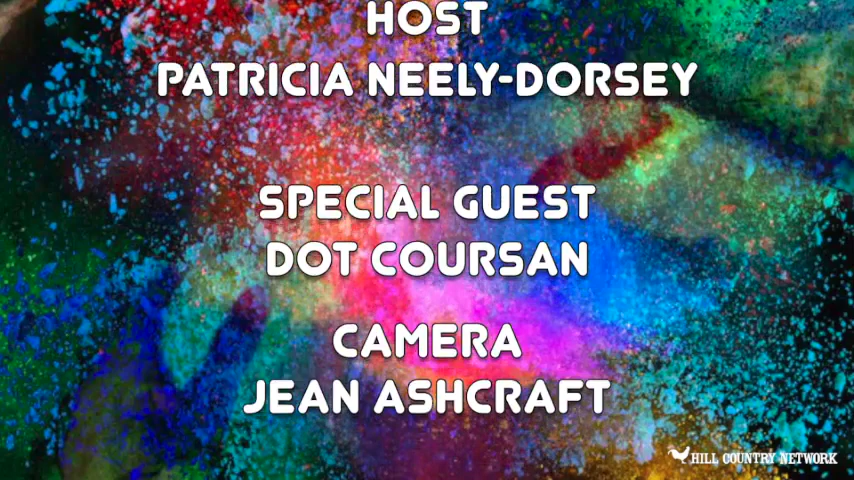 HOST
PATRICIA NEELY-DORSEY
SPECIAL GUEST
DOT COURSAN
CAMERA
JEAN ASHCRAFT
HILL COUNTRY NETWORK